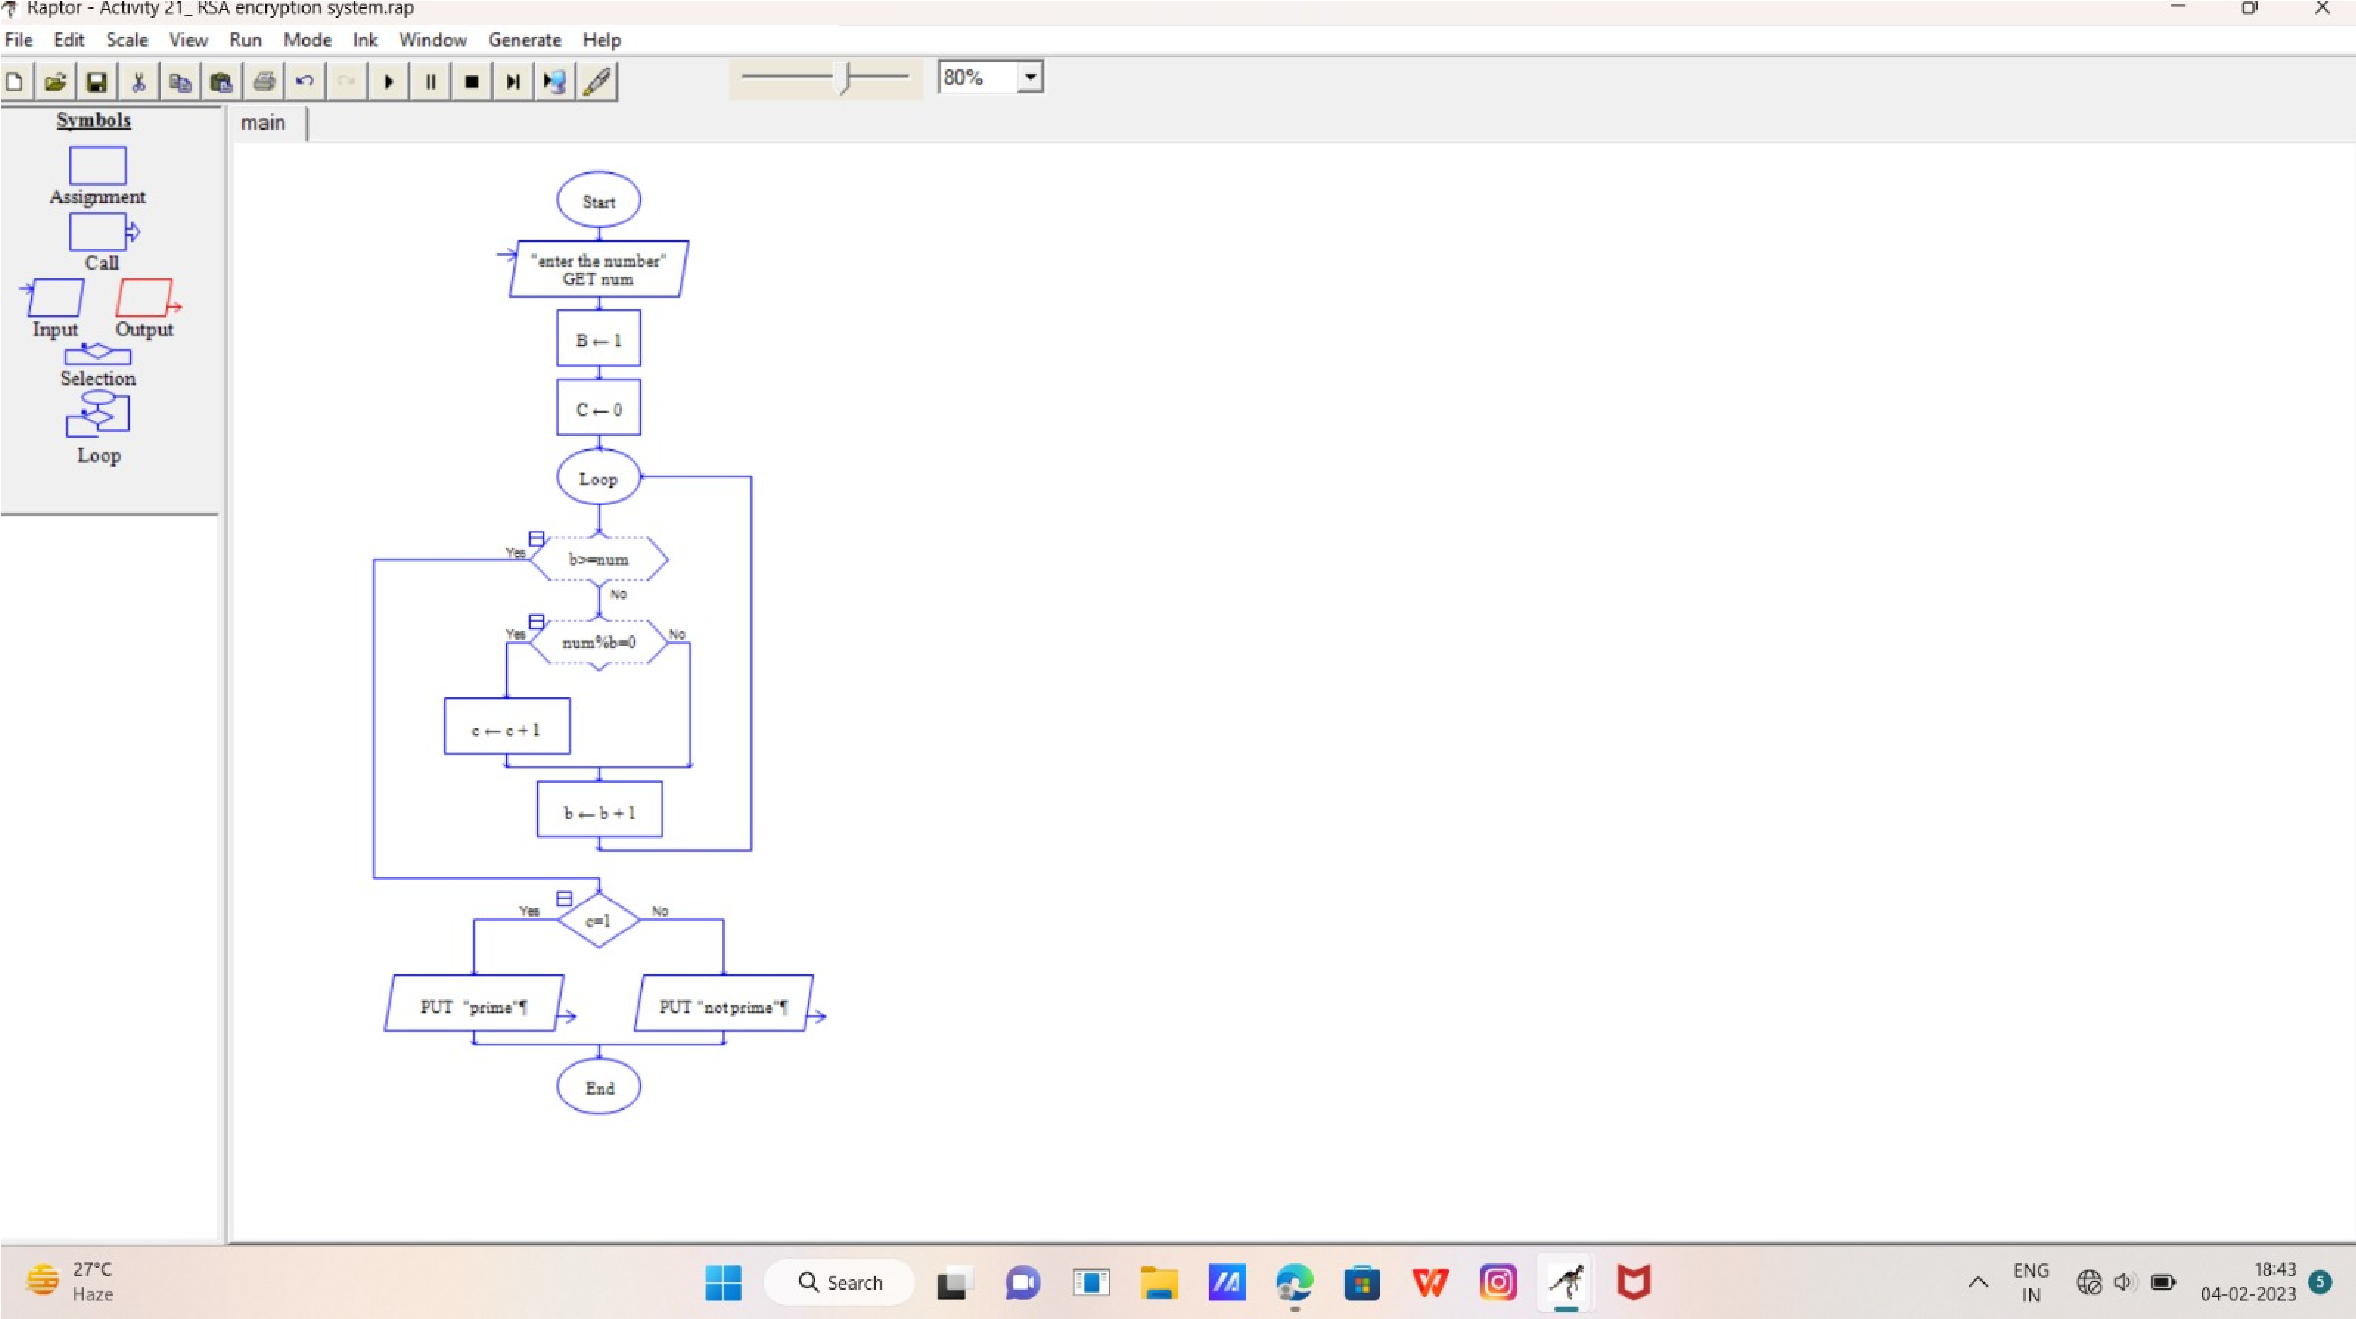 Raptor - Activity 21_ RSA encryption system.rap
File Edit Scale View Run Mode Ink Window Generate Help
80%
Symbols
main
Assignment
Call
Input Output
Selection
Loop
Start
"enter the number"
GET num
B ← 1
C ← 0
Loop
Yes
b>=num
No
Yes
num%b=0
No
c ← c + 1
b ← b + 1
Yes
c=1
No
PUT "prime"¶
PUT "not prime"¶
End
27°C
Haze
Search
ENG
IN
18:43
04-02-2023
5